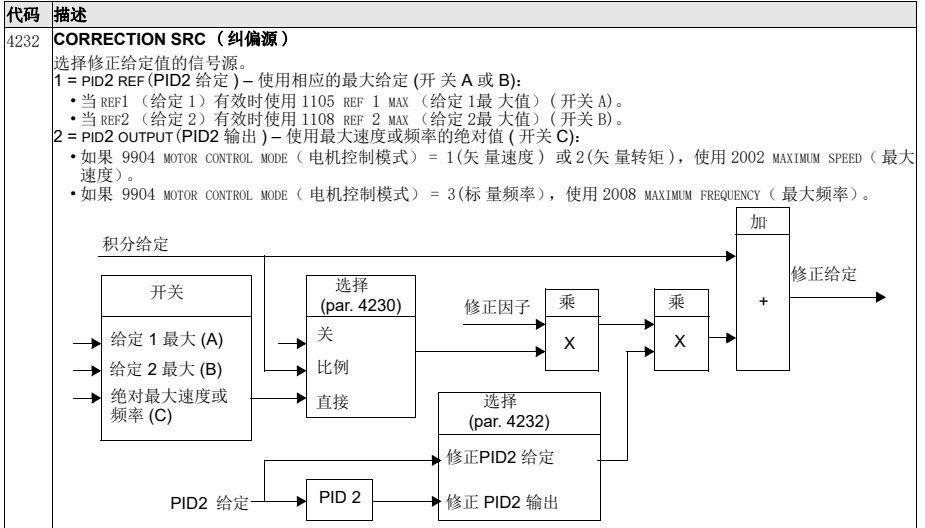 代码 描述
4232 CORRECTION SRC (纠偏源)
选择修正给定值的信号源。
1 = PID2 REF(PID2 给定) – 使用相应的最大给定 (开 关 A 或 B):
• 当 REF1 (给定 1) 有效时使用 1105 REF 1 MAX (给定 1最 大值) (开关 A)。
• 当REF2 (给定 2) 有效时使用 1108 REF 2 MAX (给定 2最 大值) (开关 B)。
2 = PID2 OUTPUT(PID2 输出) – 使用最大速度或频率的绝对值 (开关 C):
• 如果 9904 MOTOR CONTROL MODE (电机控制模式) = 1(矢 量速度) 或 2(矢 量转矩), 使用 2002 MAXIMUM SPEED (最大
速度)。
• 如果 9904 MOTOR CONTROL MODE (电机控制模式) = 3(标 量频率), 使用 2008 MAXIMUM FREQUENCY (最大频率)。
加
积分给定
修正给定
开关
选择
(par. 4230)
修正因子
乘
乘
+
给定 1 最大 (A)
关
X
X
给定 2 最大 (B)
比例
绝对最大速度或
频率 (C)
直接
选择
(par. 4232)
修正PID2 给定
PID2 给定
PID 2
修正 PID2 输出